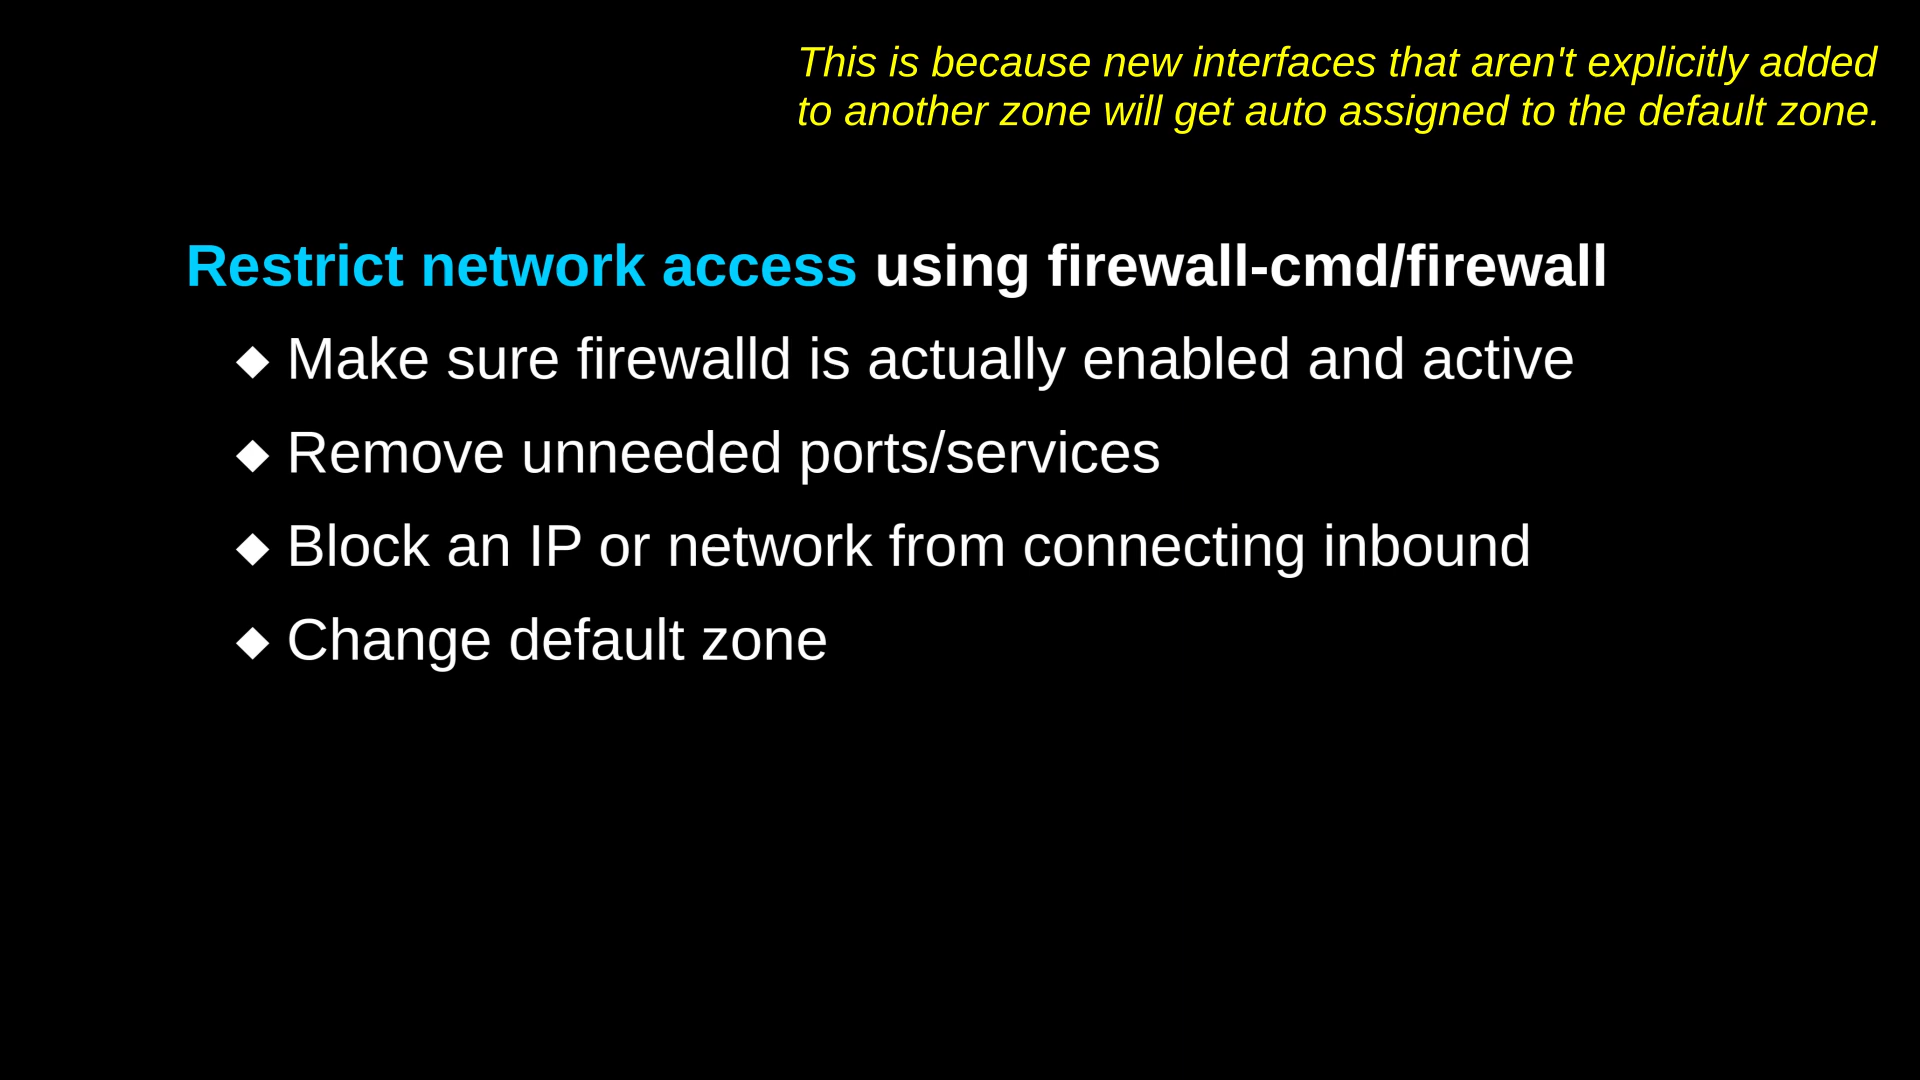 This is because new interfaces that aren't explicitly added
to another zone will get auto assigned to the default zone.
Restrict network access using firewall-cmd/firewall
◆ Make sure firewalld is actually enabled and active
◆ Remove unneeded ports/services
◆ Block an IP or network from connecting inbound
◆ Change default zone